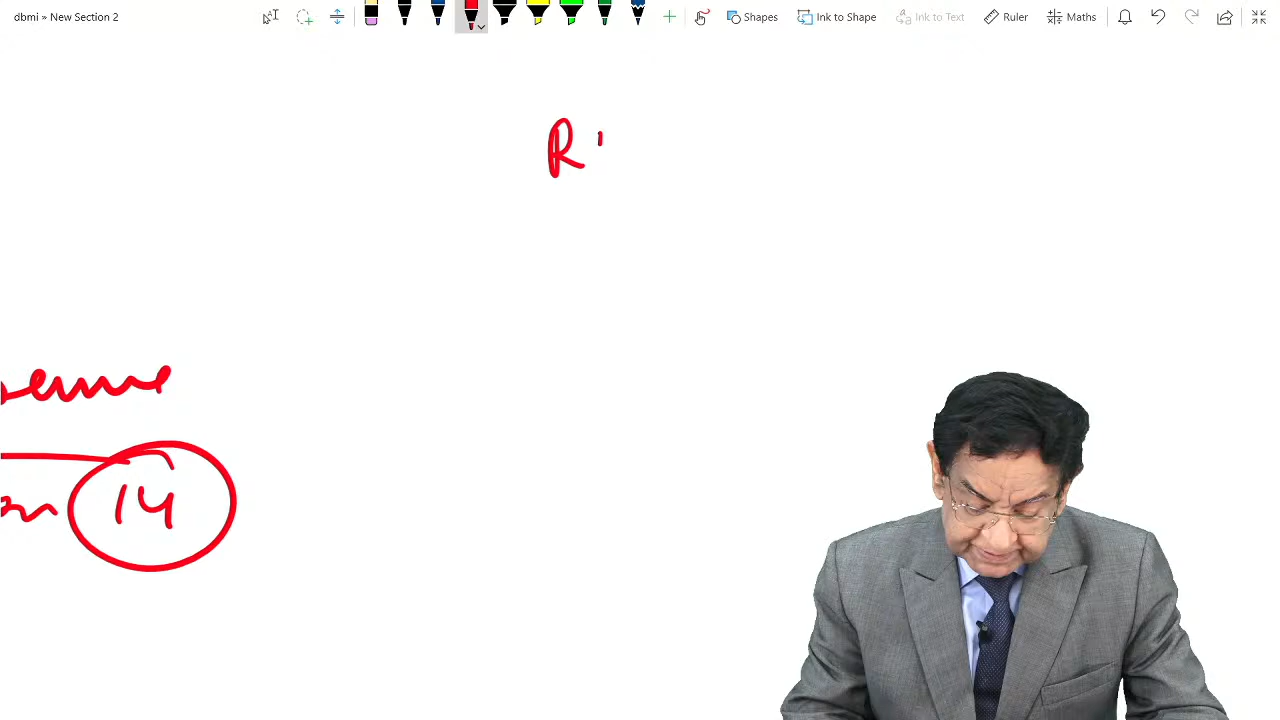 dbmi » New Section 2
Shapes
Ink to Shape
Ink to Text
Ruler
Maths
R
14